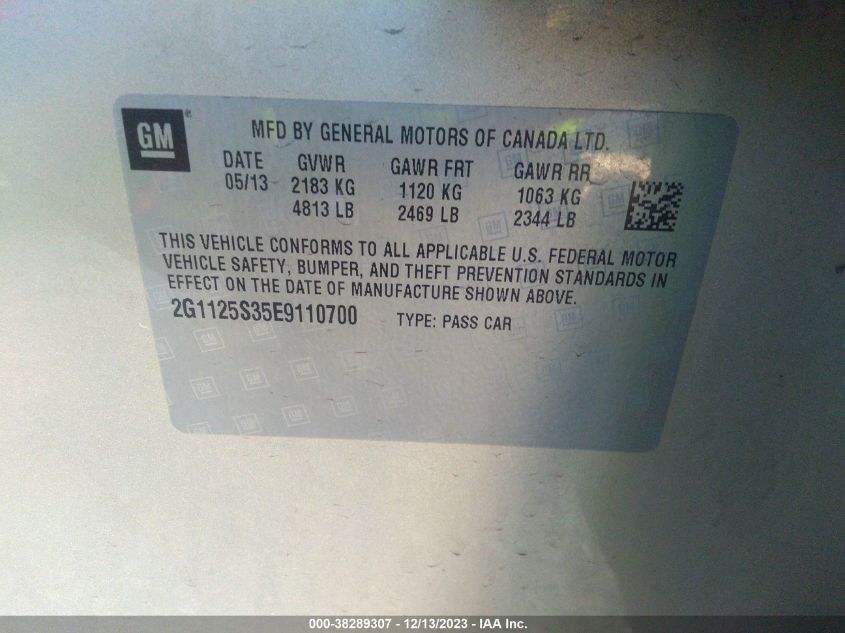 GM
MFD BY GENERAL MOTORS OF CANADA LTD.
DATE GVWR GAWR FRT GAWR RR
05/13 2183 KG 1120 KG 1063 KG
4813 LB 2469 LB 2344 LB
THIS VEHICLE CONFORMS TO ALL APPLICABLE U.S. FEDERAL MOTOR
VEHICLE SAFETY, BUMPER, AND THEFT PREVENTION STANDARDS IN
EFFECT ON THE DATE OF MANUFACTURE SHOWN ABOVE.
2G1125S35E9110700 TYPE: PASS CAR
000-38289307 - 12/13/2023 - IAA Inc.